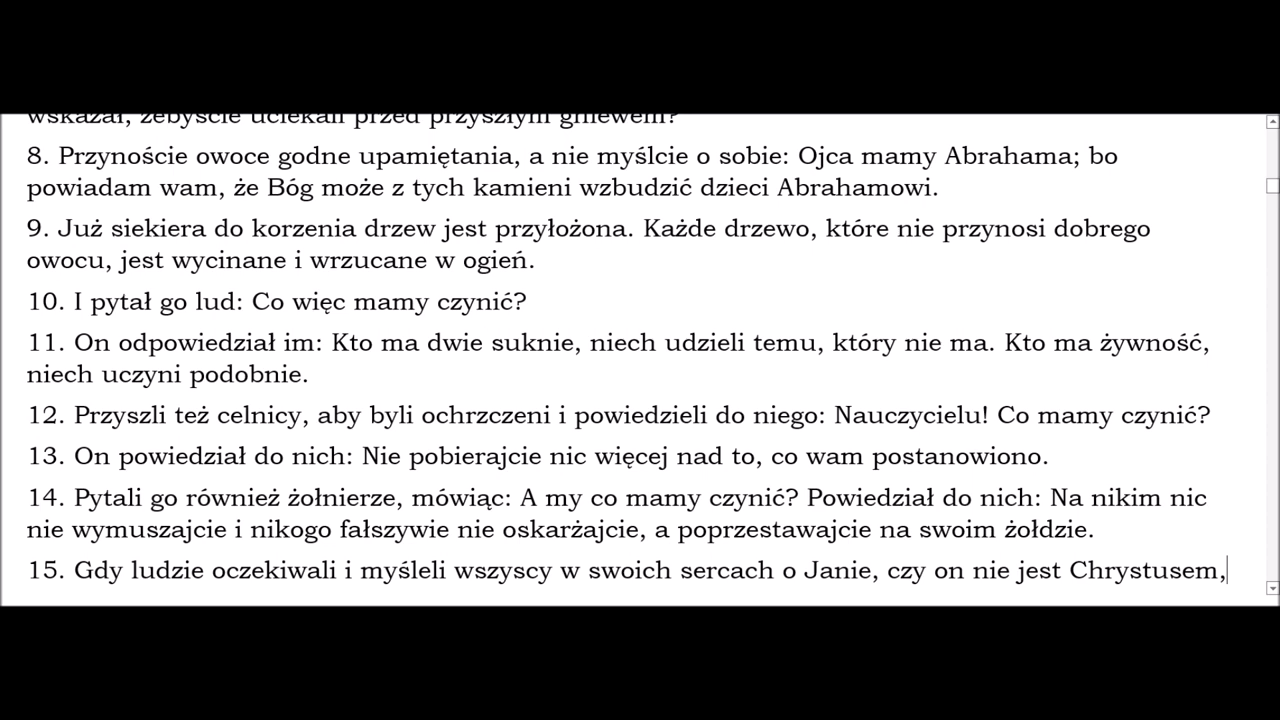 wskazał, żebyście uciekali przed przyszłym gniewem?
8. Przynoście owoce godne upamiętania, a nie myślcie o sobie: Ojca mamy Abrahama; bo
powiadam wam, że Bóg może z tych kamieni wzbudzić dzieci Abrahamowi.
9. Już siekiera do korzenia drzew jest przyłożona. Każde drzewo, które nie przynosi dobrego
owocu, jest wycinane i wrzucane w ogień.
10. I pytał go lud: Co więc mamy czynić?
11. On odpowiedział im: Kto ma dwie suknie, niech udzieli temu, który nie ma. Kto ma żywność,
niech uczyni podobnie.
12. Przyszli też celnicy, aby byli ochrzczeni i powiedzieli do niego: Nauczycielu! Co mamy czynić?
13. On powiedział do nich: Nie pobierajcie nic więcej nad to, co wam postanowiono.
14. Pytali go również żołnierze, mówiąc: A my co mamy czynić? Powiedział do nich: Na nikim nic
nie wymuszajcie i nikogo fałszywie nie oskarżajcie, a poprzestawajcie na swoim żołdzie.
15. Gdy ludzie oczekiwali i myśleli wszyscy w swoich sercach o Janie, czy on nie jest Chrystusem,